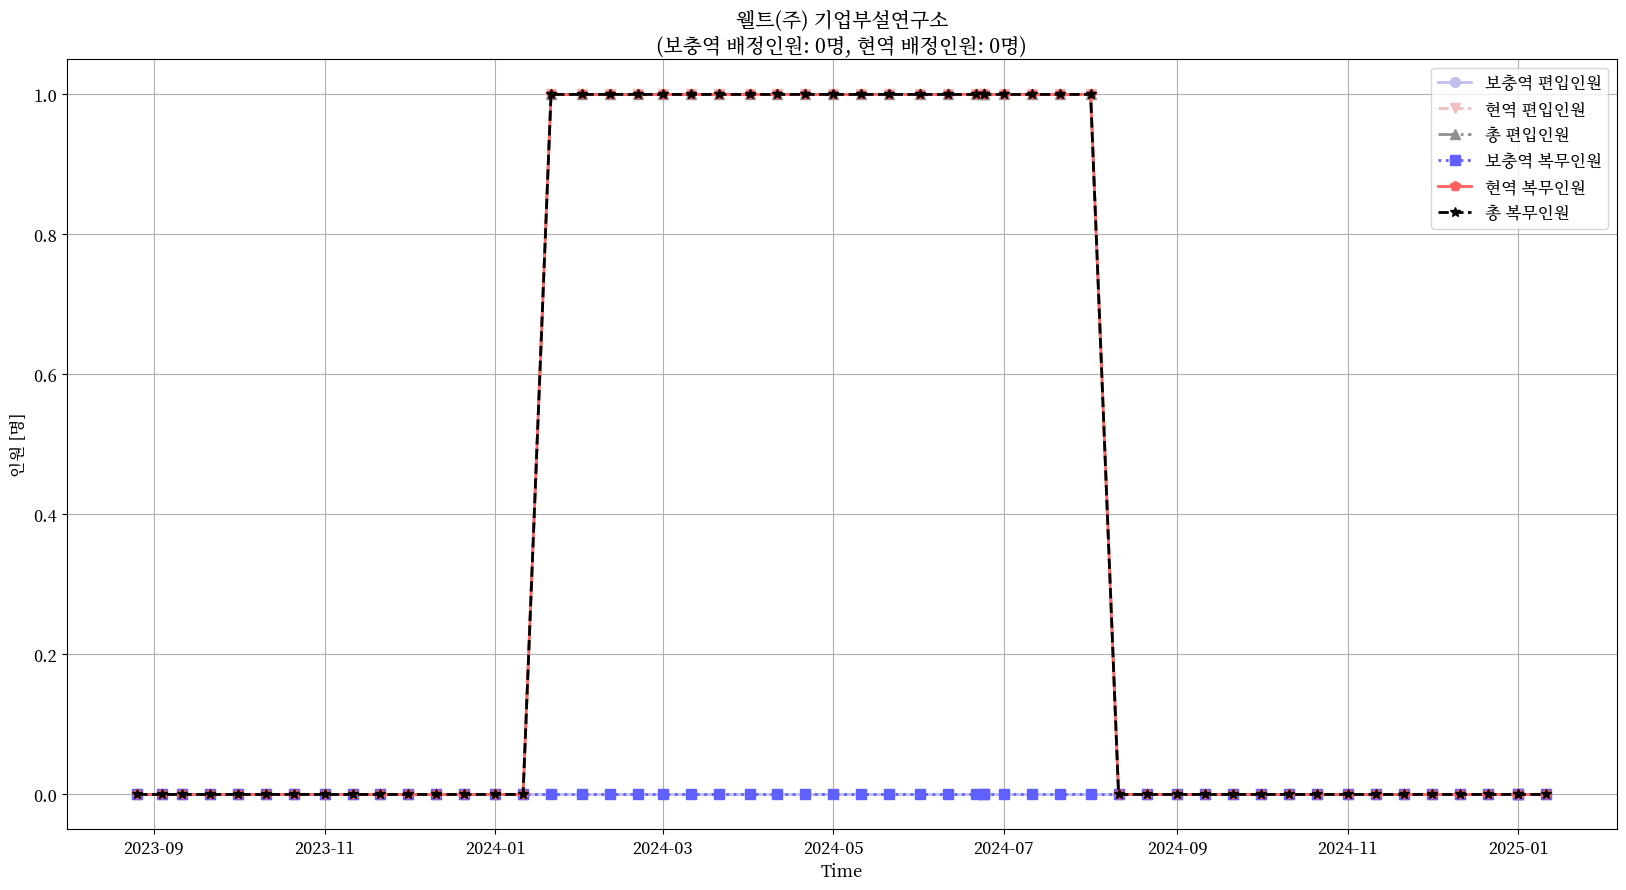 웰트(주) 기업부설연구소
(보충역 배정인원: 0명, 현역 배정인원: 0명)
보충역 편입인원
현역 편입인원
총 편입인원
보충역 복무인원
현역 복무인원
총 복무인원
인원 [명]
1.0
0.8
0.6
0.4
0.2
0.0
2023-09
2023-11
2024-01
2024-03
2024-05
2024-07
2024-09
2024-11
2025-01
Time